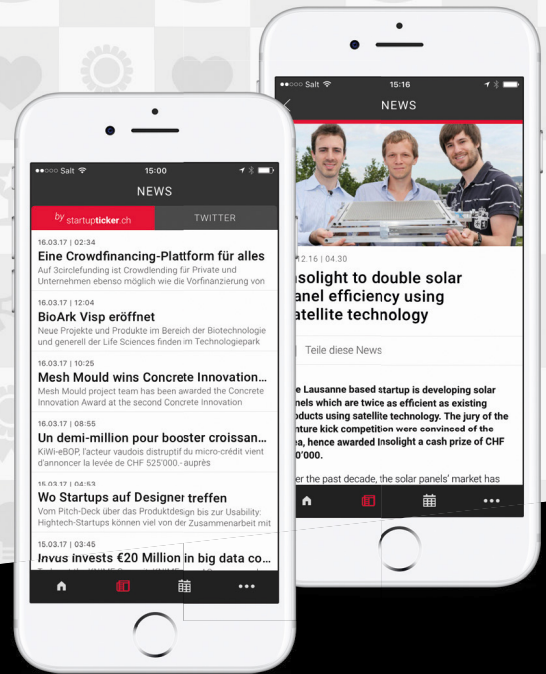 Salt 15:00
NEWS
by startupticker.ch TWITTER
16.03.17 | 02:34
Eine Crowdfinancing-Plattform für alles
Auf 3circlefunding ist Crowdlending für Private und
Unternehmen ebenso möglich wie die Vorfinanzierung von
16.03.17 | 12:04
BioArk Visp eröffnet
Neue Projekte und Produkte im Bereich der Biotechnologie
und generell der Life Sciences finden im Technologiepark
16.03.17 | 10:25
Mesh Mould wins Concrete Innovation...
Mesh Mould project team has been awarded the Concrete
Innovation Award at the second Concrete Innovation
16.03.17 | 08:55
Un demi-million pour booster croissan...
KiWi-eBOP, l'acteur vaudois distruptif du micro-crédit vient
d'annoncer la levée de CHF 525'000.- auprès
15.03.17 | 04:53
Wo Startups auf Designer treffen
Vom Pitch-Deck über das Produktdesign bis zur Usability:
Hightech-Startups können viel von der Zusammenarbeit mit
15.03.17 | 03:45
Invus invests €20 Million in big data co...
Salt 15:16
NEWS
12.16 | 04.30
solight to double solar
anel efficiency using
atellite technology
Teile diese News
e Lausanne based startup is developing solar
nels which are twice as efficient as existing
ducts using satellite technology. The jury of the
nture kick competition were convinced of the
a, hence awarded Insolight a cash prize of CHF
0'000.
er the past decade, the solar panels' market has